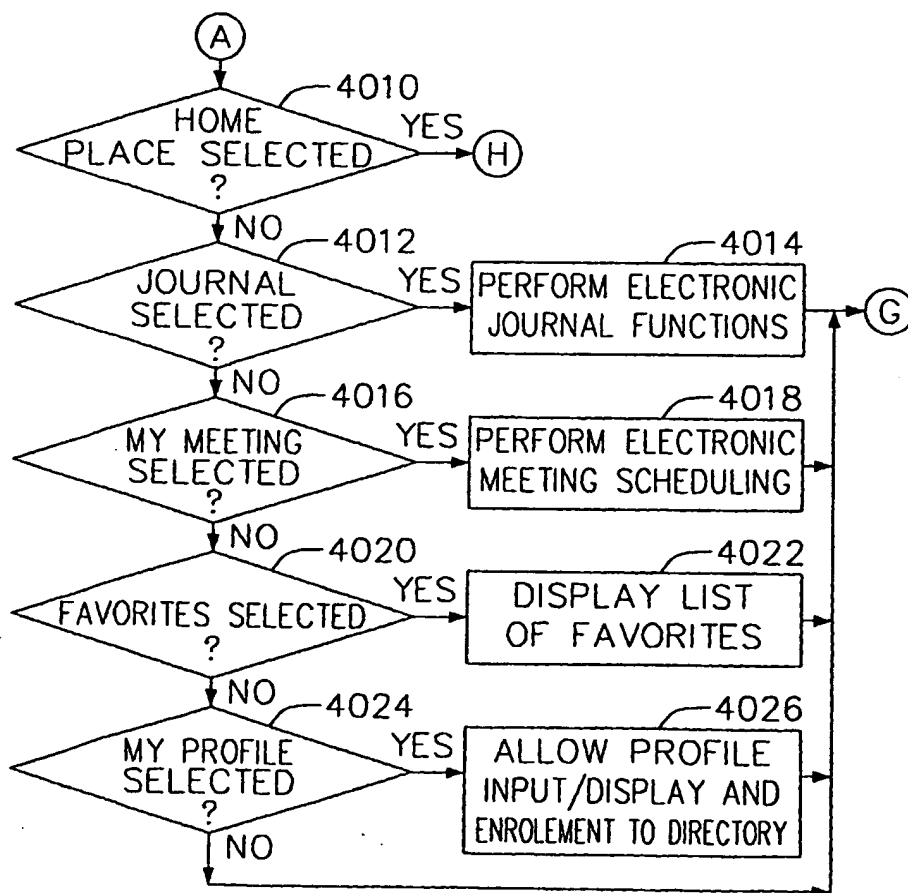 A
4010
HOME
PLACE SELECTED
?
YES
H
NO
4012
JOURNAL
SELECTED
?
YES
4014
PERFORM ELECTRONIC
JOURNAL FUNCTIONS
G
NO
4016
MY MEETING
SELECTED
?
YES
4018
PERFORM ELECTRONIC
MEETING SCHEDULING
NO
4020
FAVORITES SELECTED
?
YES
4022
DISPLAY LIST
OF FAVORITES
NO
4024
MY PROFILE
SELECTED
?
YES
4026
ALLOW PROFILE
INPUT/DISPLAY AND
ENROLEMENT TO DIRECTORY
NO